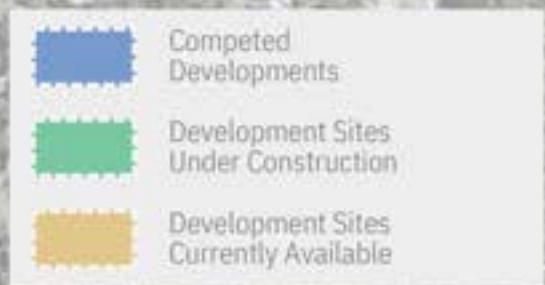 Competed
Developments
Development Sites
Under Construction
Development Sites
Currently Available